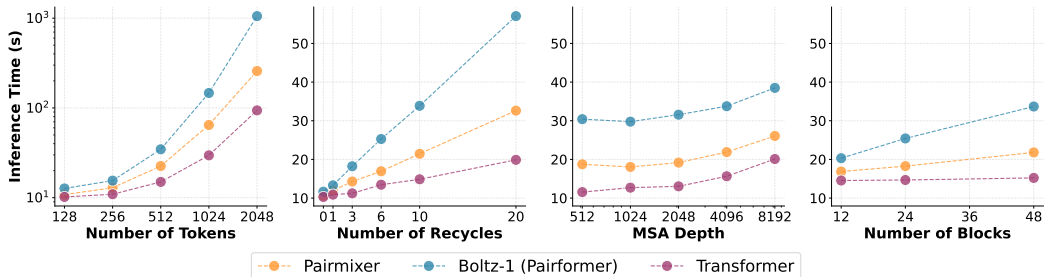 Inference Time (s)
10³
10²
10¹
128 256 512 1024 2048
Number of Tokens
50
40
30
20
10
0 1 3 6 10 20
Number of Recycles
50
40
30
20
10
512 1024 2048 4096 8192
MSA Depth
50
40
30
20
10
12 24 36 48
Number of Blocks
Pairmixer Boltz-1 (Pairformer) Transformer